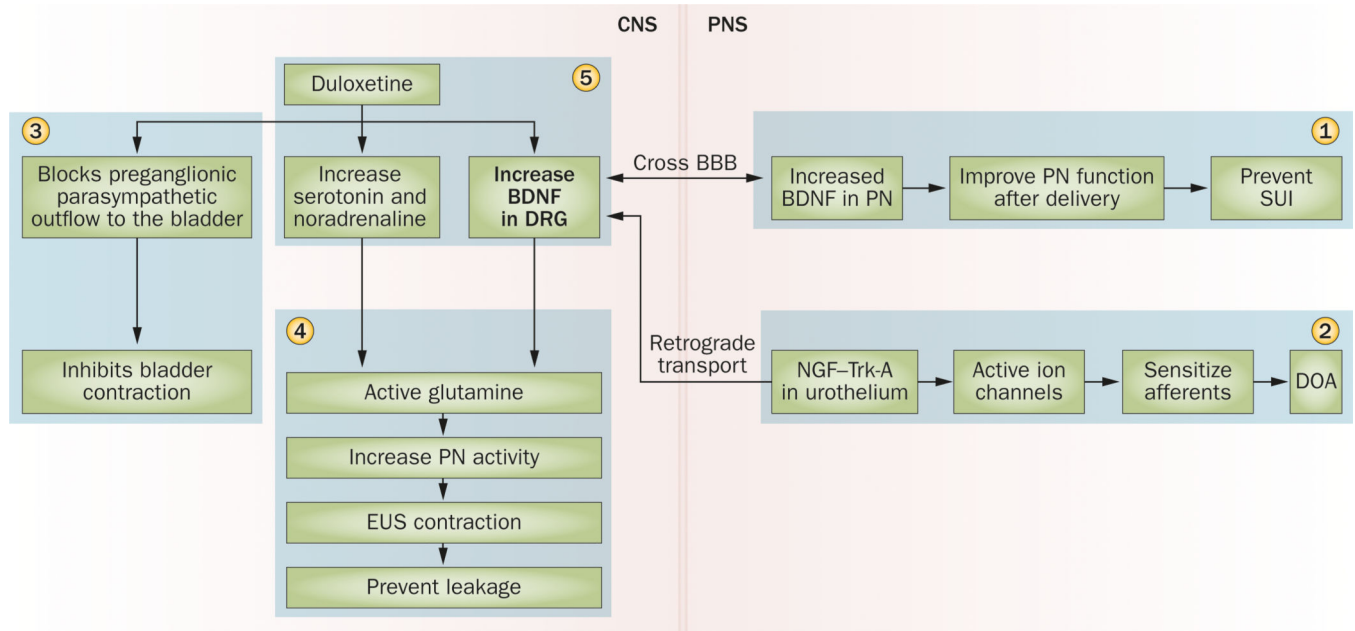 CNS
PNS
5
Duloxetine
3
Blocks preganglionic
parasympathetic
outflow to the bladder
Increase
serotonin and
noradrenaline
Increase
BDNF
in DRG
Cross BBB
1
Increased
BDNF in PN
Improve PN function
after delivery
Prevent
SUI
Inhibits bladder
contraction
4
Active glutamine
Increase PN activity
EUS contraction
Prevent leakage
Retrograde
transport
2
NGF–Trk-A
in urothelium
Active ion
channels
Sensitize
afferents
DOA